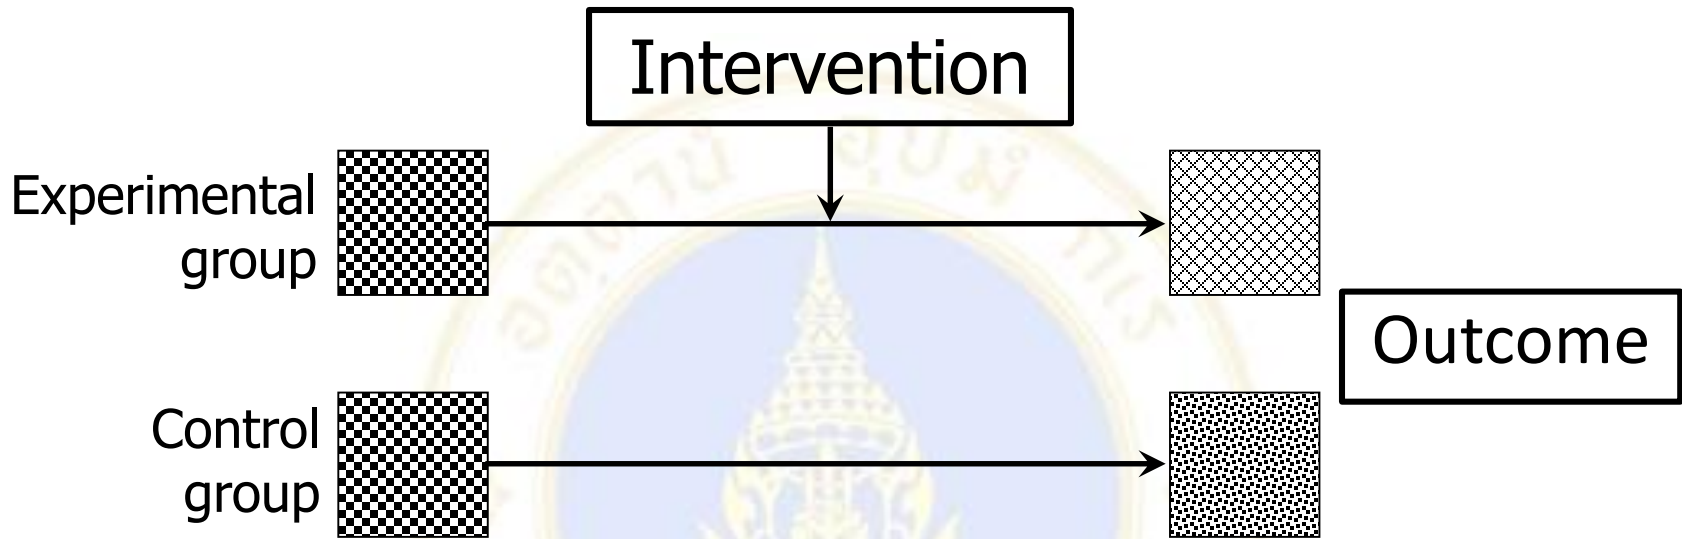 Intervention
Experimental
group
Outcome
Control
group